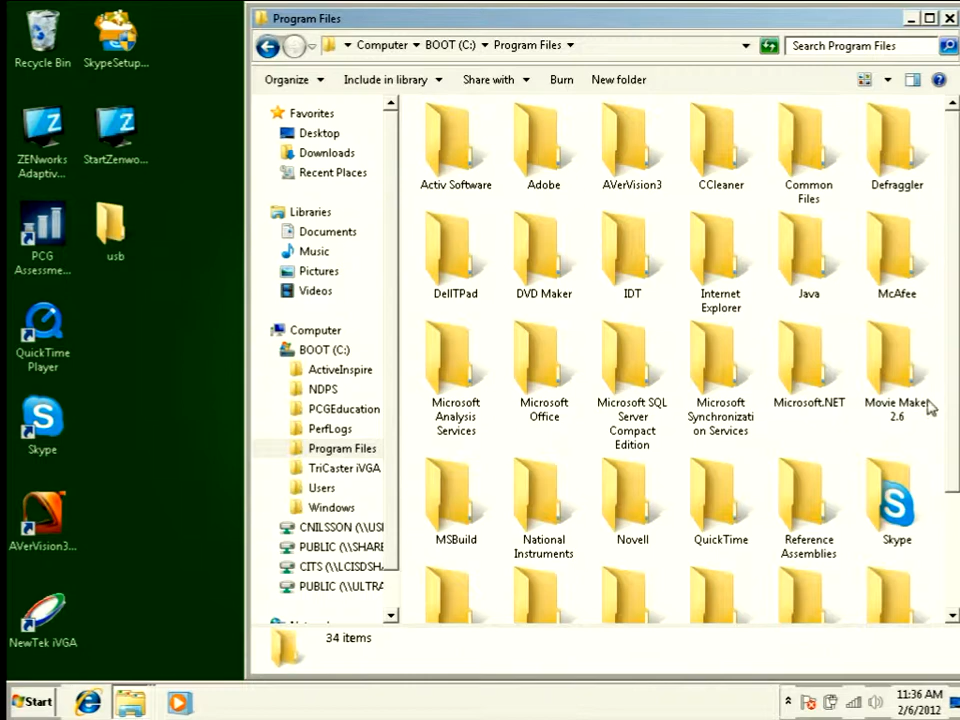 Recycle Bin
SkypeSetup...
ZENworks
Adaptiv...
StartZenwo...
PCG
Assessme...
usb
QuickTime
Player
Skype
AVerVision3...
NewTek iVGA
Program Files
Computer
BOOT (C:)
Program Files
Search Program Files
Organize
Include in library
Share with
Burn
New folder
Favorites
Desktop
Downloads
Recent Places
Libraries
Documents
Music
Pictures
Videos
Computer
BOOT (C:)
ActiveInspire
NDPS
PCGEducation
PerfLogs
Program Files
TriCaster iVGA
Users
Windows
CNILSSON (\\USI
PUBLIC (\\SHARE
CITS (\\LCISDSHA
PUBLIC (\\ULTRA
Activ Software
Adobe
AVerVision3
CCleaner
Common
Files
Defraggler
DellTPad
DVD Maker
IDT
Internet
Explorer
Java
McAfee
Microsoft
Analysis
Services
Microsoft
Office
Microsoft SQL
Server
Compact
Edition
Microsoft
Synchronizati
on Services
Microsoft.NET
Movie Maker
2.6
MSBuild
National
Instruments
Novell
QuickTime
Reference
Assemblies
Skype
34 items
Start
11:36 AM
2/6/2012